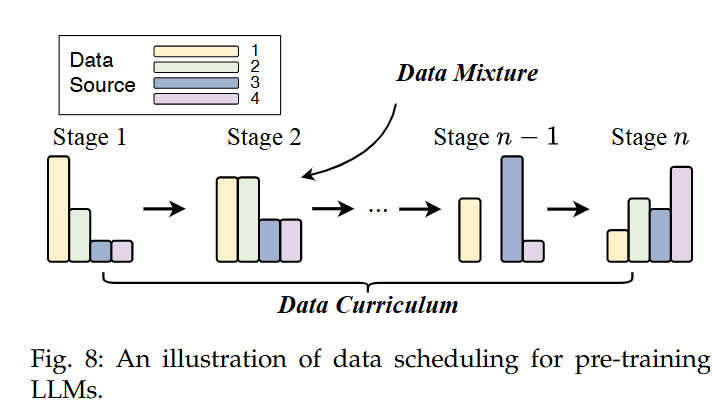 Data Source
1
2
3
4
Data Mixture
Stage 1
Stage 2
Stage n − 1
Stage n
...
Data Curriculum
Fig. 8: An illustration of data scheduling for pre-training
LLMs.